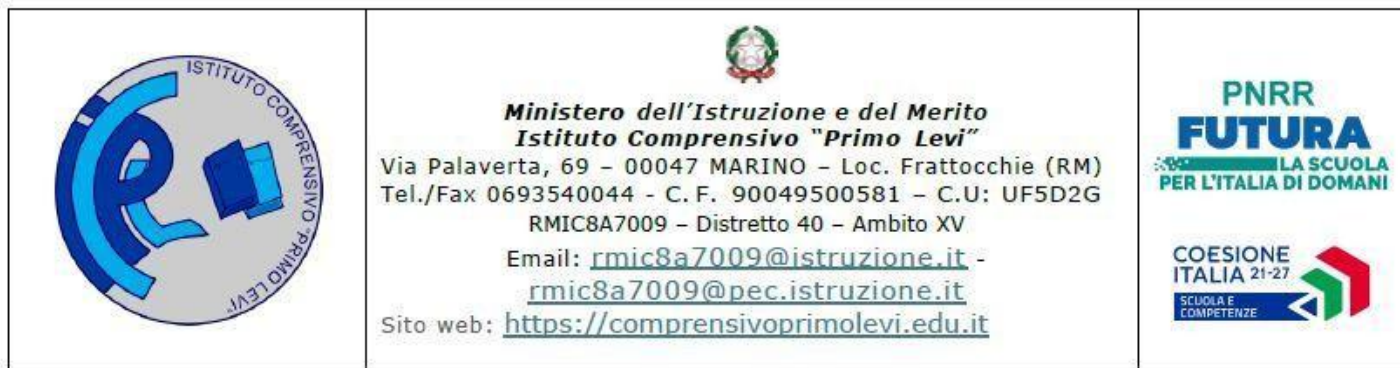 ISTITUTO COMPRENSIVO "PRIMO LEVI"
Ministero dell'Istruzione e del Merito
Istituto Comprensivo "Primo Levi"
Via Palaverta, 69 – 00047 MARINO – Loc. Frattocchie (RM)
Tel./Fax 0693540044 - C. F. 90049500581 – C.U: UF5D2G
RMIC8A7009 – Distretto 40 – Ambito XV
Email: rmic8a7009@istruzione.it -
rmic8a7009@pec.istruzione.it
Sito web: https://comprensivoprimolevi.edu.it
PNRR
FUTURA
LA SCUOLA
PER L'ITALIA DI DOMANI
COESIONE
ITALIA 21-27
SCUOLA E
COMPETENZE